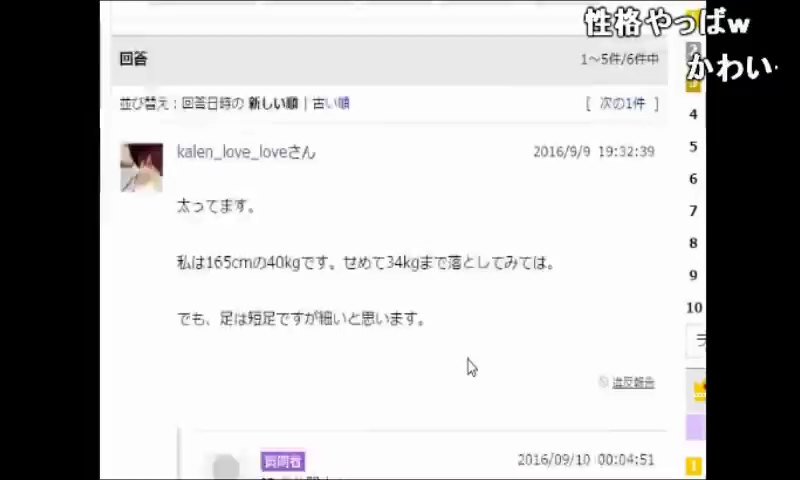 性格やっばw
かわい
回答
1～5件/6件中
並び替え：回答日時の 新しい順｜古い順
[ 次の1件 ]
kalen_love_loveさん
2016/9/9 19:32:39
太ってます。
私は165cmの40kgです。せめて34kgまで落としてみては。
でも、足は短足ですが細いと思います。
違反報告
質問者
2016/09/10 00:04:51
2
3
4
5
6
7
8
9
10
ラ
1